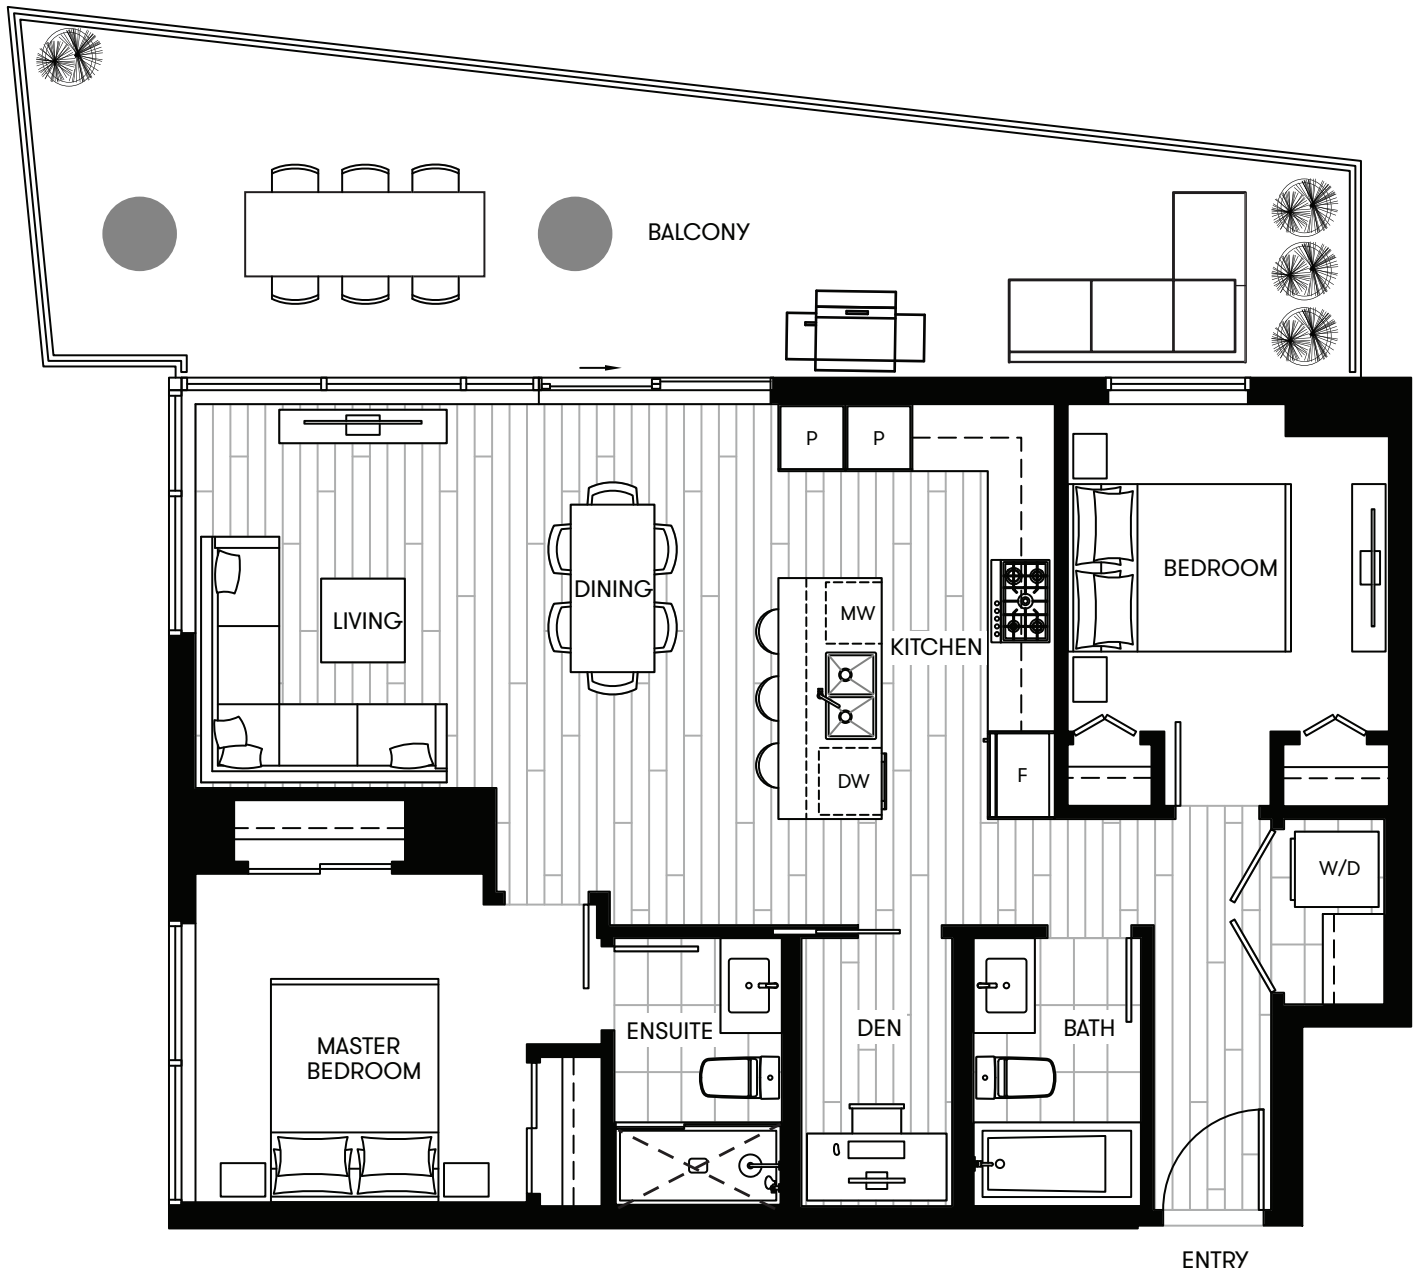 BALCONY
P
P
BEDROOM
DINING
LIVING
MW
KITCHEN
F
DW
W/D
ENSUITE
DEN
BATH
MASTER
BEDROOM
ENTRY